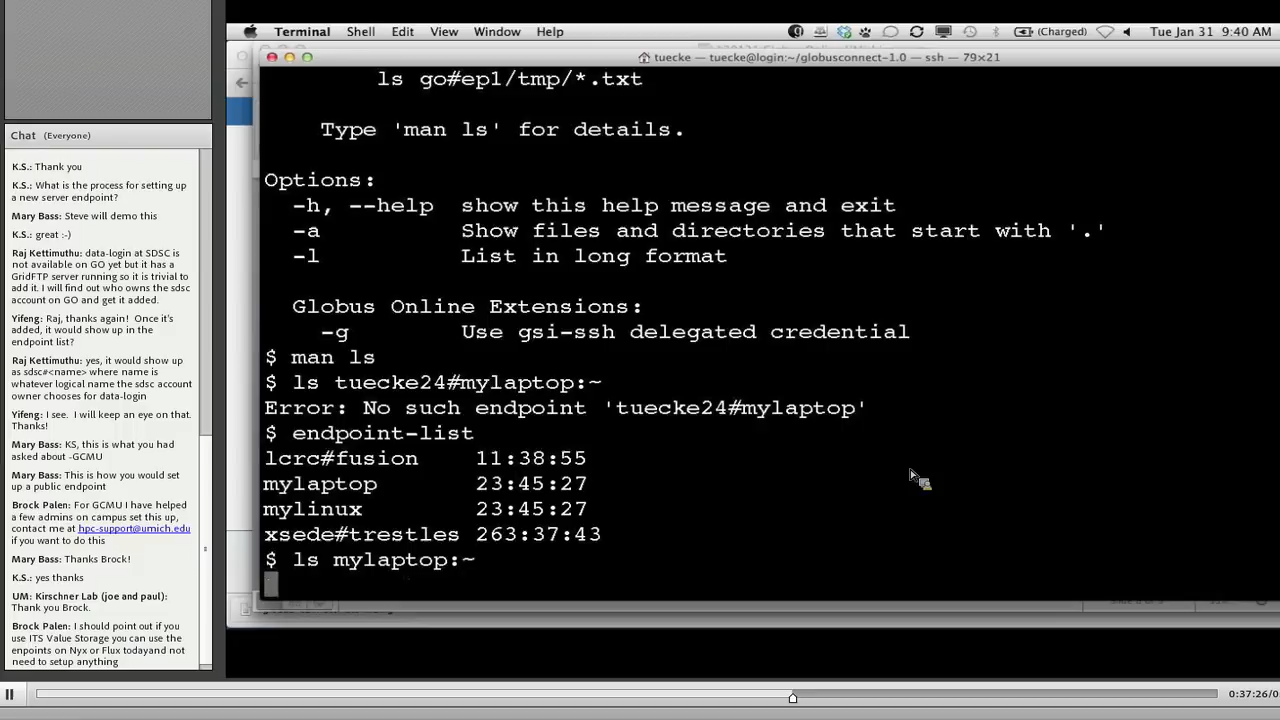 Terminal Shell Edit View Window Help (Charged) Tue Jan 31 9:40 AM
tuecke — tuecke@login:~/globusconnect-1.0 — ssh — 79×21
ls go#ep1/tmp/*.txt
Type 'man ls' for details.
Options:
-h, --help show this help message and exit
-a Show files and directories that start with '.'
-l List in long format
Globus Online Extensions:
-g Use gsi-ssh delegated credential
$ man ls
$ ls tuecke24#mylaptop:~
Error: No such endpoint 'tuecke24#mylaptop'
$ endpoint-list
lcrc#fusion 11:38:55
mylaptop 23:45:27
mylinux 23:45:27
xsede#trestles 263:37:43
$ ls mylaptop:~
Chat (Everyone)
K.S.: Thank you
K.S.: What is the process for setting up
a new server endpoint?
Mary Bass: Steve will demo this
K.S.: great :-)
Raj Kettimuthu: data-login at SDSC is
not available on GO yet but it has a
GridFTP server running so it is trivial to
add it. I will find out who owns the sdsc
account on GO and get it added.
Yifeng: Raj, thanks again! Once it's
added, it would show up in the
endpoint list?
Raj Kettimuthu: yes, it would show up
as sdsc#<name> where name is
whatever logical name the sdsc account
owner chooses for data-login
Yifeng: I see. I will keep an eye on that.
Thanks!
Mary Bass: KS, this is what you had
asked about -GCMU
Mary Bass: This is how you would set
up a public endpoint
Brock Palen: For GCMU I have helped
a few admins on campus set this up,
contact me at hpc-support@umich.edu
if you want to do this
Mary Bass: Thanks Brock!
K.S.: yes thanks
UM: Kirschner Lab (joe and paul):
Thank you Brock.
Brock Palen: I should point out if you
use ITS Value Storage you can use the
enpoints on Nyx or Flux todayand not
need to setup anything
0:37:26/0